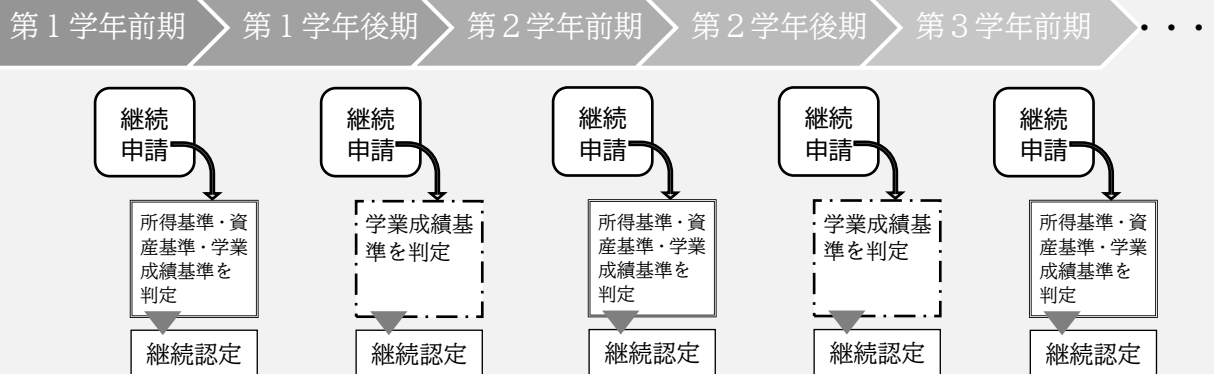 第１学年前期
第１学年後期
第２学年前期
第２学年後期
第３学年前期
・・・
継続
申請
継続
申請
継続
申請
継続
申請
継続
申請
所得基準・資
産基準・学業
成績基準を
判定
学業成績基
準を判定
所得基準・資
産基準・学業
成績基準を
判定
学業成績基
準を判定
所得基準・資
産基準・学業
成績基準を
判定
継続認定
継続認定
継続認定
継続認定
継続認定